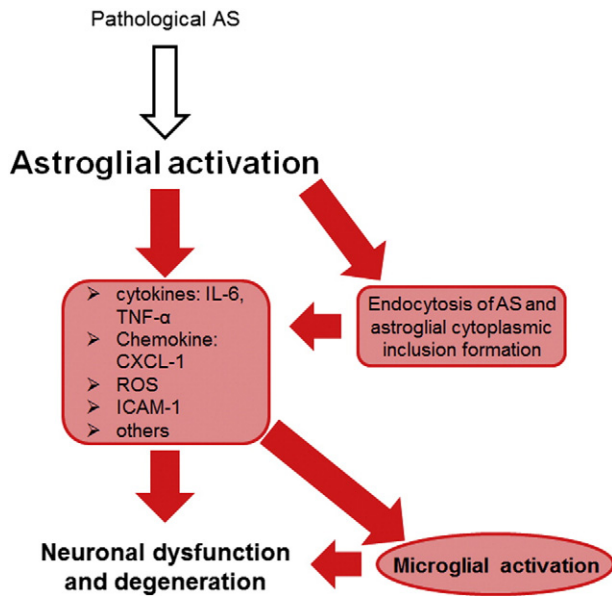 Pathological AS
Astroglial activation
➢ cytokines: IL-6,
TNF-α
➢ Chemokine:
CXCL-1
➢ ROS
➢ ICAM-1
➢ others
Endocytosis of AS and
astroglial cytoplasmic
inclusion formation
Neuronal dysfunction
and degeneration
Microglial activation